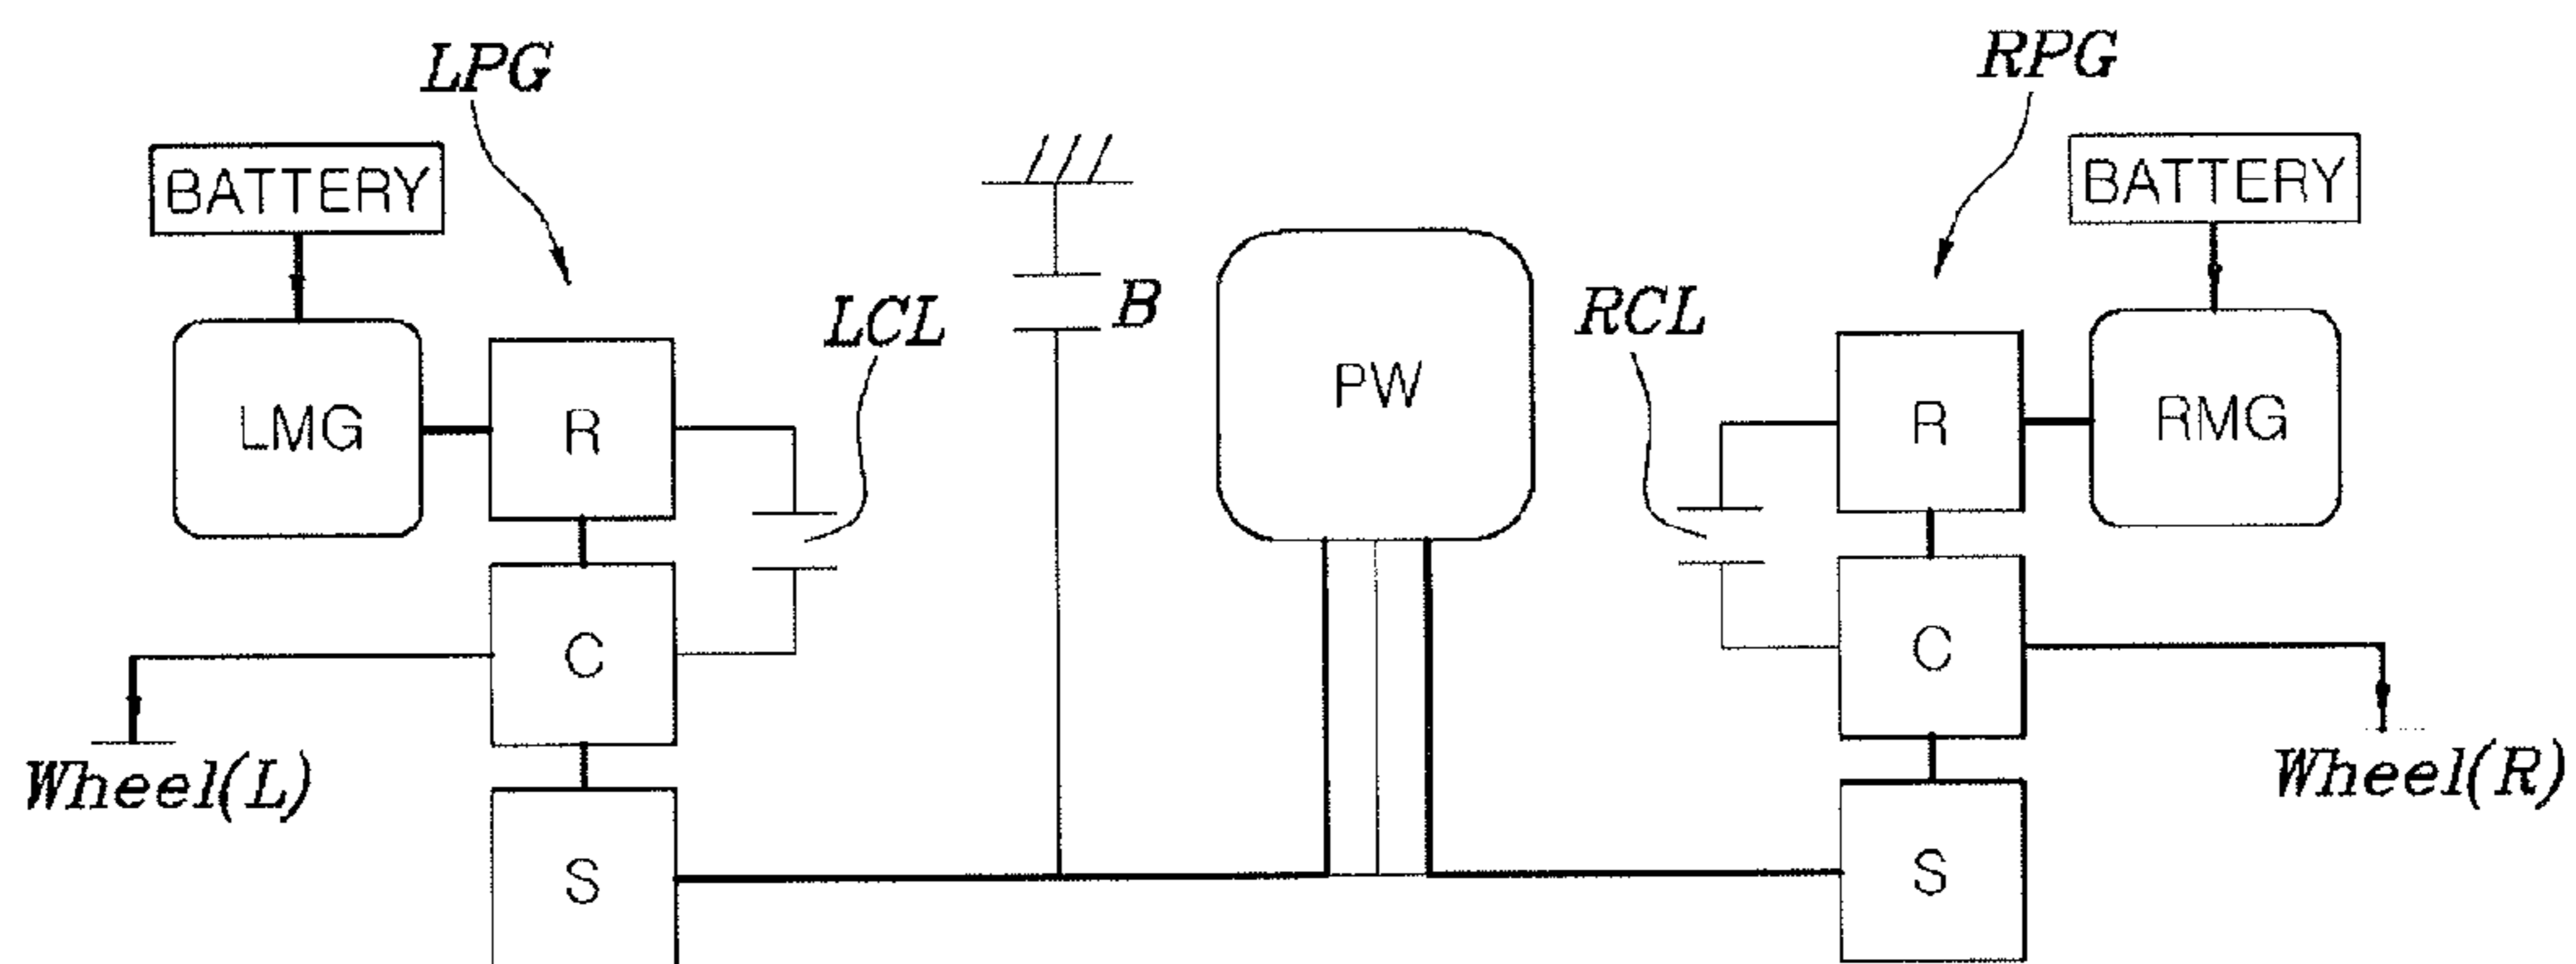 LPG
RPG
BATTERY
BATTERY
LCL
B
RCL
LMG
R
PW
R
RMG
C
C
Wheel(L)
Wheel(R)
S
S